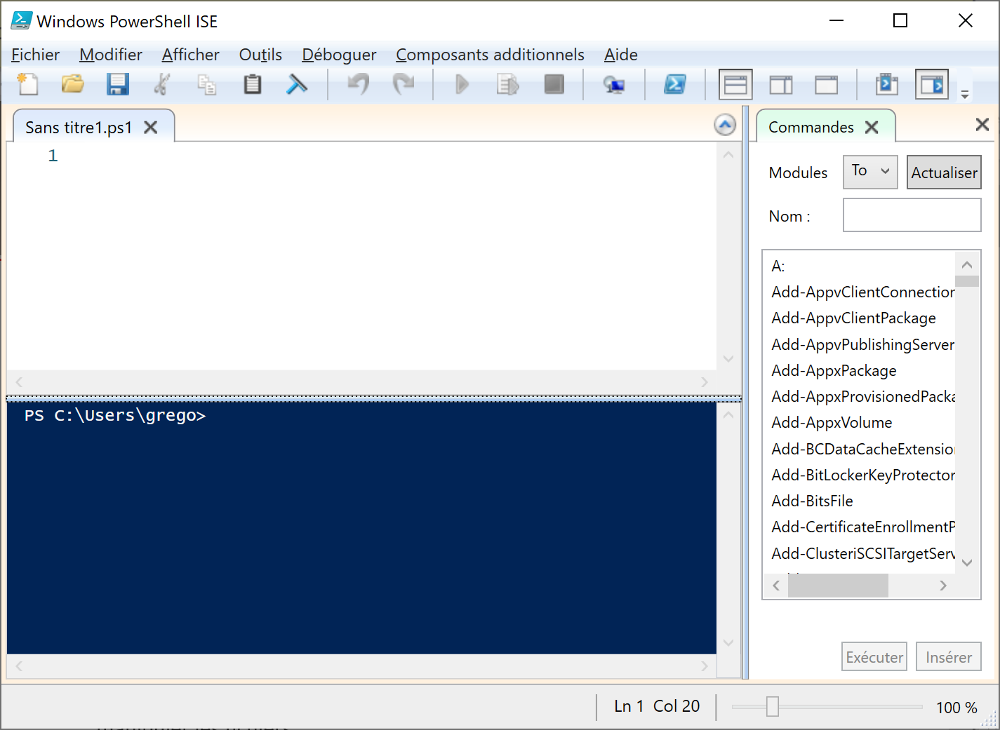 Windows PowerShell ISE
Fichier Modifier Afficher Outils Déboguer Composants additionnels Aide
Sans titre1.ps1
1
PS C:\Users\grego>
Commandes
Modules To Actualiser
Nom :
A:
Add-AppvClientConnection
Add-AppvClientPackage
Add-AppvPublishingServer
Add-AppxPackage
Add-AppxProvisionedPacka
Add-AppxVolume
Add-BCDataCacheExtension
Add-BitLockerKeyProtector
Add-BitsFile
Add-CertificateEnrollmentP
Add-ClusteriSCSITargetServ
Exécuter Insérer
Ln 1 Col 20
100 %